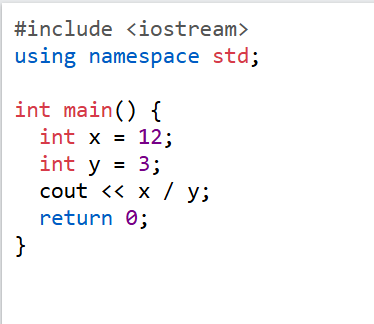 #include <iostream>
using namespace std;

int main() {
  int x = 12;
  int y = 3;
  cout << x / y;
  return 0;
}